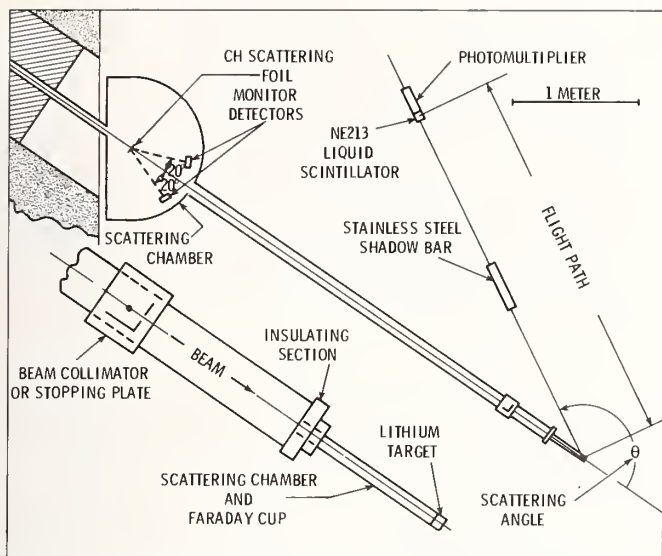 CH SCATTERING
FOIL
MONITOR
DETECTORS
PHOTOMULTIPLIER
1 METER
NE213
LIQUID
SCINTILLATOR
20°
20°
SCATTERING
CHAMBER
STAINLESS STEEL
SHADOW BAR
FLIGHT PATH
INSULATING
SECTION
BEAM COLLIMATOR
OR STOPPING PLATE
BEAM
LITHIUM
TARGET
SCATTERING CHAMBER
AND
FARADAY CUP
θ
SCATTERING
ANGLE